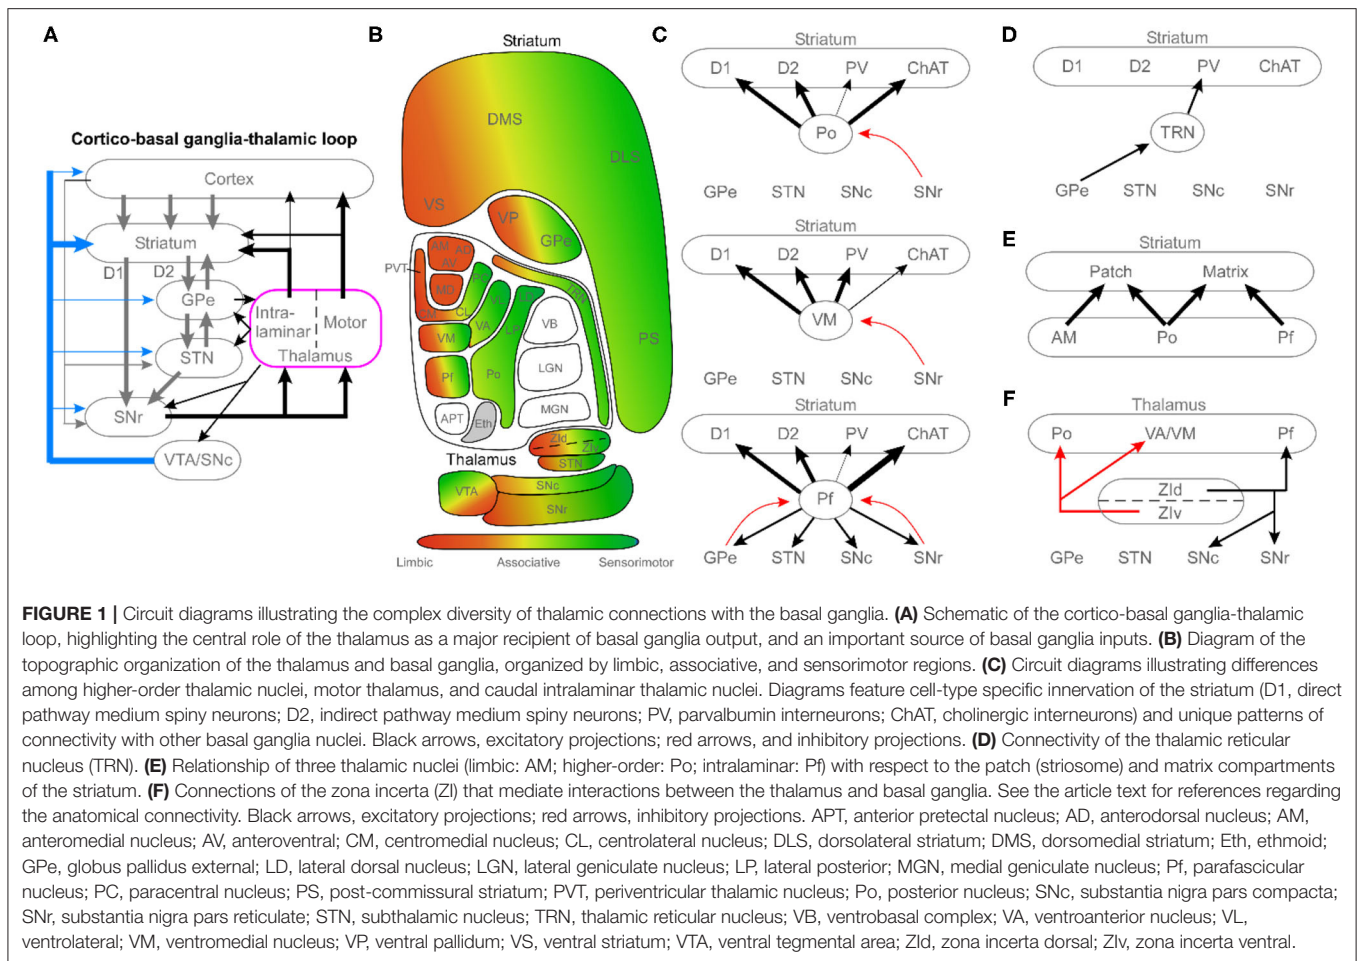 A
B
C
D
E
F
Cortico-basal ganglia-thalamic loop
Cortex
Striatum
D1
D2
GPe
STN
SNr
VTA/SNc
Intra-
laminar
Motor
Thalamus
Striatum
DMS
DLS
VS
VP
GPe
PS
PVT
AM
AD
AV
MD
CM
CL
PC
VL
VA
VM
LP
LD
TRN
VB
Pf
Po
LGN
APT
Eth
MGN
Thalamus
ZId
ZIv
STN
VTA
SNc
SNr
Limbic
Associative
Sensorimotor
Striatum
D1 D2 PV ChAT
Po
GPe STN SNc SNr
Striatum
D1 D2 PV ChAT
VM
GPe STN SNc SNr
Striatum
D1 D2 PV ChAT
Pf
GPe STN SNc SNr
Striatum
D1 D2 PV ChAT
TRN
GPe STN SNc SNr
Striatum
Patch Matrix
AM Po Pf
Thalamus
Po VA/VM Pf
ZId
ZIv
GPe STN SNc SNr
FIGURE 1 | Circuit diagrams illustrating the complex diversity of thalamic connections with the basal ganglia. (A) Schematic of the cortico-basal ganglia-thalamic
loop, highlighting the central role of the thalamus as a major recipient of basal ganglia output, and an important source of basal ganglia inputs. (B) Diagram of the
topographic organization of the thalamus and basal ganglia, organized by limbic, associative, and sensorimotor regions. (C) Circuit diagrams illustrating differences
among higher-order thalamic nuclei, motor thalamus, and caudal intralaminar thalamic nuclei. Diagrams feature cell-type specific innervation of the striatum (D1, direct
pathway medium spiny neurons; D2, indirect pathway medium spiny neurons; PV, parvalbumin interneurons; ChAT, cholinergic interneurons) and unique patterns of
connectivity with other basal ganglia nuclei. Black arrows, excitatory projections; red arrows, and inhibitory projections. (D) Connectivity of the thalamic reticular
nucleus (TRN). (E) Relationship of three thalamic nuclei (limbic: AM; higher-order: Po; intralaminar: Pf) with respect to the patch (striosome) and matrix compartments
of the striatum. (F) Connections of the zona incerta (ZI) that mediate interactions between the thalamus and basal ganglia. See the article text for references regarding
the anatomical connectivity. Black arrows, excitatory projections; red arrows, inhibitory projections. APT, anterior pretectal nucleus; AD, anterodorsal nucleus; AM,
anteromedial nucleus; AV, anteroventral; CM, centromedial nucleus; CL, centrolateral nucleus; DLS, dorsolateral striatum; DMS, dorsomedial striatum; Eth, ethmoid;
GPe, globus pallidus external; LD, lateral dorsal nucleus; LGN, lateral geniculate nucleus; LP, lateral posterior; MGN, medial geniculate nucleus; Pf, parafascicular
nucleus; PC, paracentral nucleus; PS, post-commissural striatum; PVT, periventricular thalamic nucleus; Po, posterior nucleus; SNc, substantia nigra pars compacta;
SNr, substantia nigra pars reticulate; STN, subthalamic nucleus; TRN, thalamic reticular nucleus; VB, ventrobasal complex; VA, ventroanterior nucleus; VL,
ventrolateral; VM, ventromedial nucleus; VP, ventral pallidum; VS, ventral striatum; VTA, ventral tegmental area; ZId, zona incerta dorsal; ZIv, zona incerta ventral.